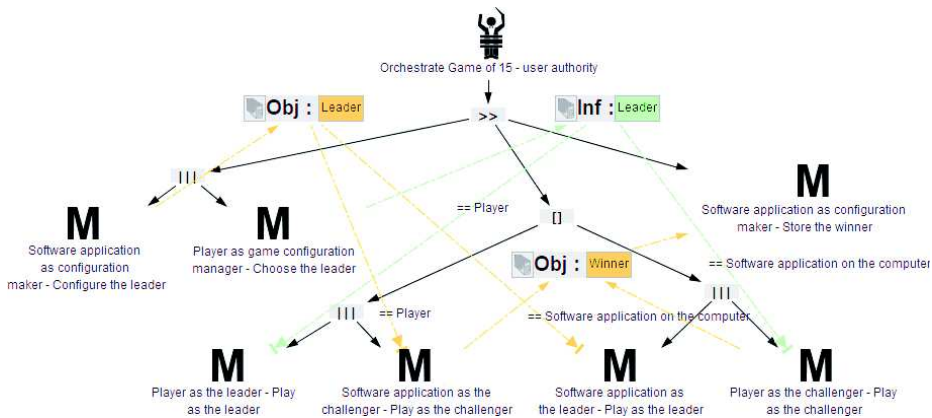 Orchestrate Game of 15 - user authority
Obj : Leader
Inf : Leader
>>
|||
M
M
== Player
[]
M
Software application
as configuration
maker - Configure the leader
Player as game configuration
manager - Choose the leader
Software application as configuration
maker - Store the winner
Obj : Winner
== Software application on the computer
|||
== Player
== Software application on the computer
|||
M
M
M
M
Player as the leader - Play
as the leader
Software application as the
challenger - Play as the challenger
Software application as
the leader - Play as the leader
Player as the challenger - Play
as the challenger